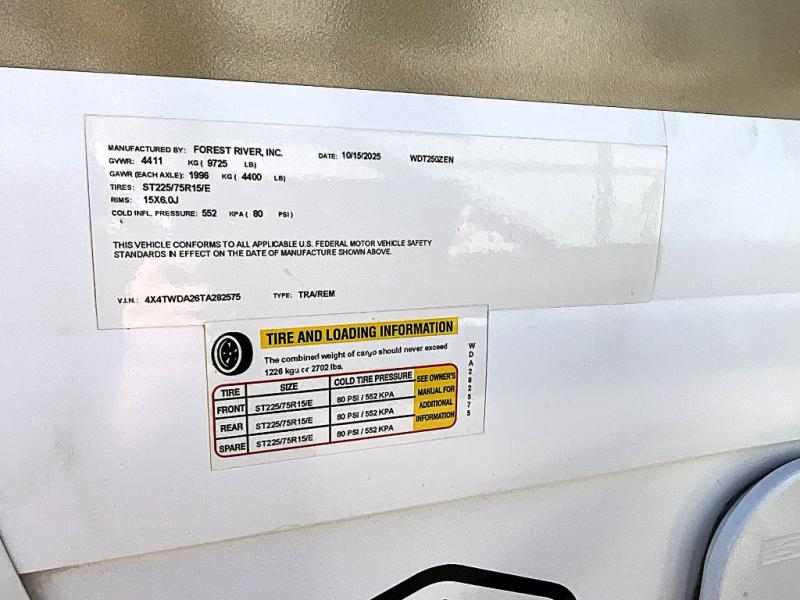 MANUFACTURED BY: FOREST RIVER, INC. DATE: 10/15/2025 WDT250ZEN
GVWR: 4411 KG ( 9725 LB)
GAWR (EACH AXLE): 1996 KG ( 4400 LB)
TIRES: ST225/75R15/E
RIMS: 15X6.0J
COLD INFL. PRESSURE: 552 KPA ( 80 PSI )
THIS VEHICLE CONFORMS TO ALL APPLICABLE U.S. FEDERAL MOTOR VEHICLE SAFETY
STANDARDS IN EFFECT ON THE DATE OF MANUFACTURE SHOWN ABOVE.
V.I.N.: 4X4TWDA26TA282575 TYPE: TRA/REM
TIRE AND LOADING INFORMATION
The combined weight of cargo should never exceed
1226 kgs or 2702 lbs.
TIRE SIZE COLD TIRE PRESSURE SEE OWNER'S
MANUAL FOR
ADDITIONAL
INFORMATION
FRONT ST225/75R15/E 80 PSI / 552 KPA
REAR ST225/75R15/E 80 PSI / 552 KPA
SPARE ST225/75R15/E 80 PSI / 552 KPA
WDA282575